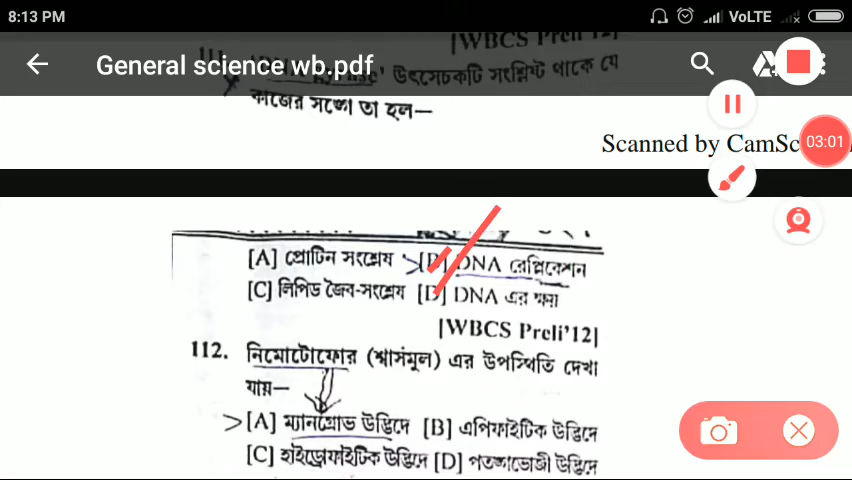 8:13 PM
VoLTE
[WBCS Preli'12]
General science wb.pdf
উৎসেচকটি সংশ্লিষ্ট থাকে যে
কাজের সঙ্গে তা হল—
Scanned by CamSc
03:01
[A] প্রোটিন সংশ্লেষ [B] DNA রেপ্লিকেশন
[C] লিপিড জৈব-সংশ্লেষ [D] DNA এর ক্ষয়
[WBCS Preli'12]
112. নিমোটোফোর (শ্বাসমূল) এর উপস্থিতি দেখা
যায়—
[A] ম্যানগ্রোভ উদ্ভিদে [B] এপিফাইটিক উদ্ভিদে
[C] হাইড্রোফাইটিক উদ্ভিদে [D] পতঙ্গভোজী উদ্ভিদে